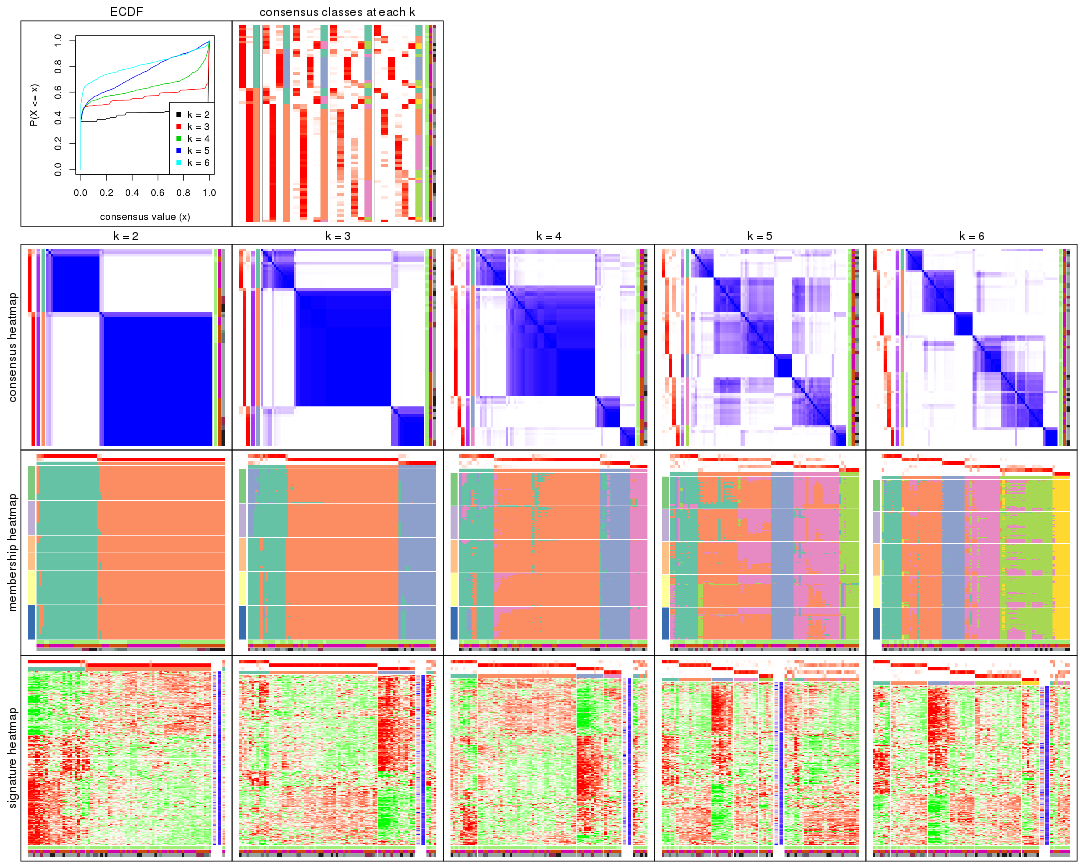 ECDF
consensus classes at each k
P(X <= x)
1.0
0.8
0.6
0.4
0.2
0.0
k = 2
k = 3
k = 4
k = 5
k = 6
0.0 0.2 0.4 0.6 0.8 1.0
consensus value (x)
k = 2 k = 3 k = 4 k = 5 k = 6
consensus heatmap
membership heatmap
signature heatmap